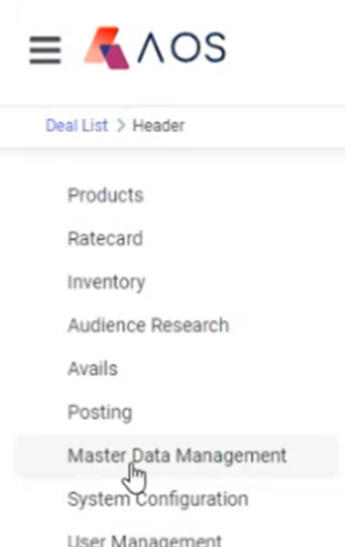 AOS
Deal List > Header
Products
Ratecard
Inventory
Audience Research
Avails
Posting
Master Data Management
System Configuration
User Management